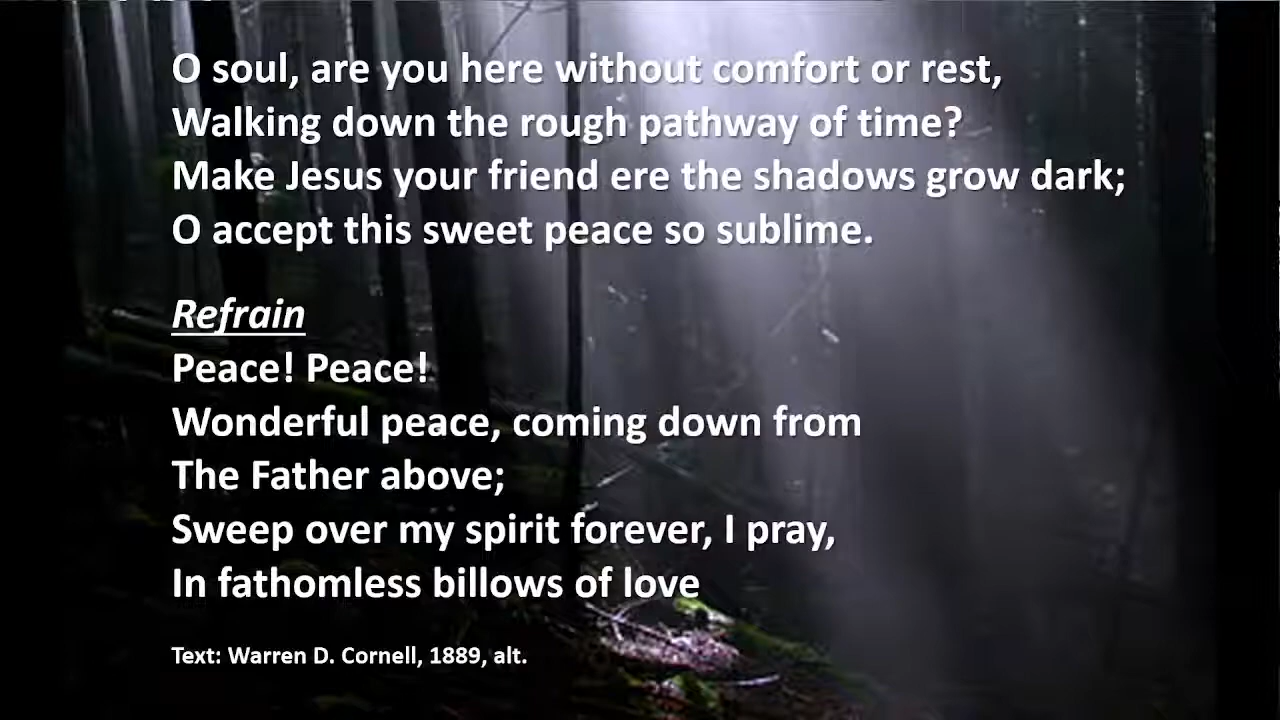 O soul, are you here without comfort or rest,
Walking down the rough pathway of time?
Make Jesus your friend ere the shadows grow dark;
O accept this sweet peace so sublime.
Refrain
Peace! Peace!
Wonderful peace, coming down from
The Father above;
Sweep over my spirit forever, I pray,
In fathomless billows of love
Text: Warren D. Cornell, 1889, alt.